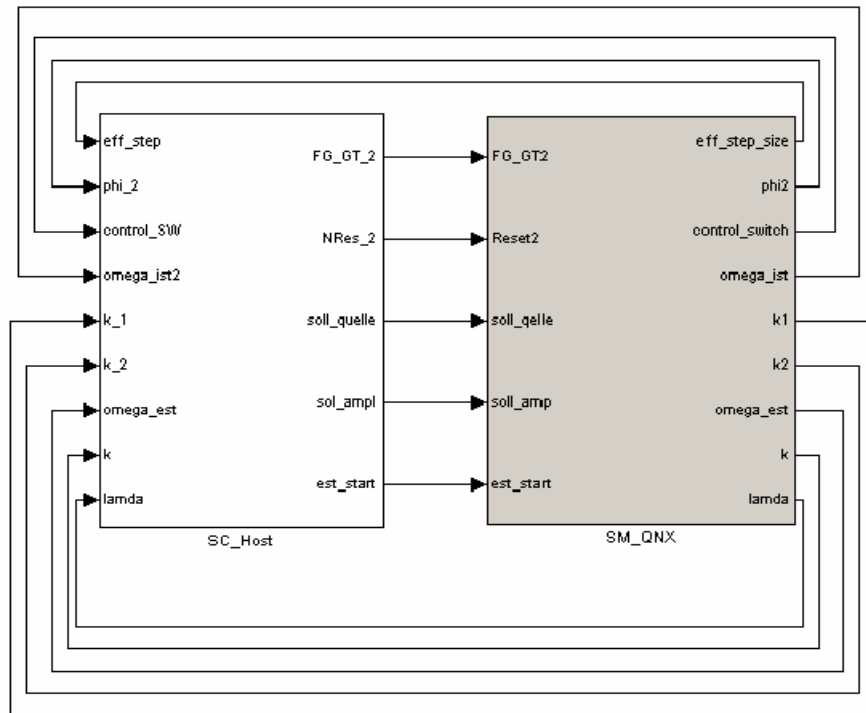 eff_step
phi_2
control_SW
omega_ist2
k_1
k_2
omega_est
k
lamda
FG_GT_2
NRes_2
soll_quelle
sol_ampl
est_start
SC_Host
FG_GT2
Reset2
soll_qelle
soll_amp
est_start
eff_step_size
phi2
control_switch
omega_ist
k1
k2
omega_est
k
lamda
SM_QNX